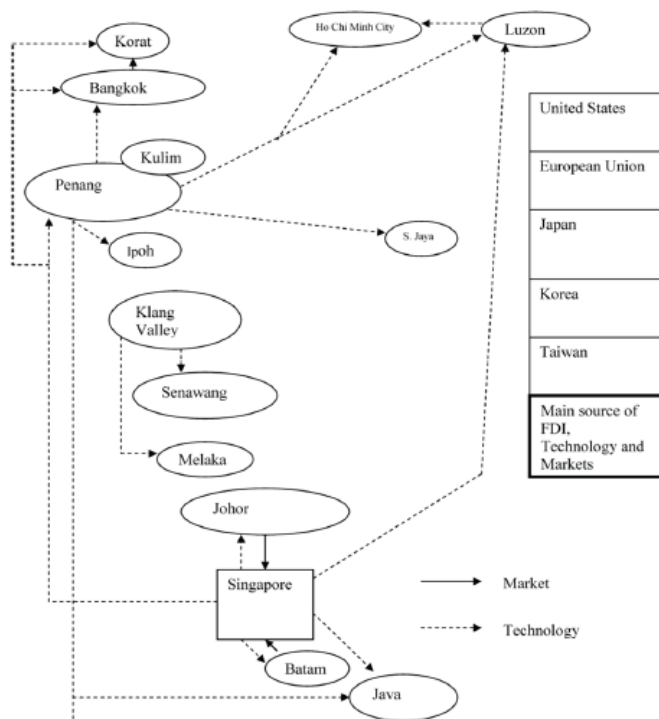 Korat
Ho Chi Minh City
Luzon
Bangkok
United States
Kulim
European Union
Penang
Japan
S. Jaya
Ipoh
Korea
Klang
Valley
Taiwan
Senawang
Main source of
FDI,
Technology and
Markets
Melaka
Johor
Singapore
Market
Technology
Batam
Java